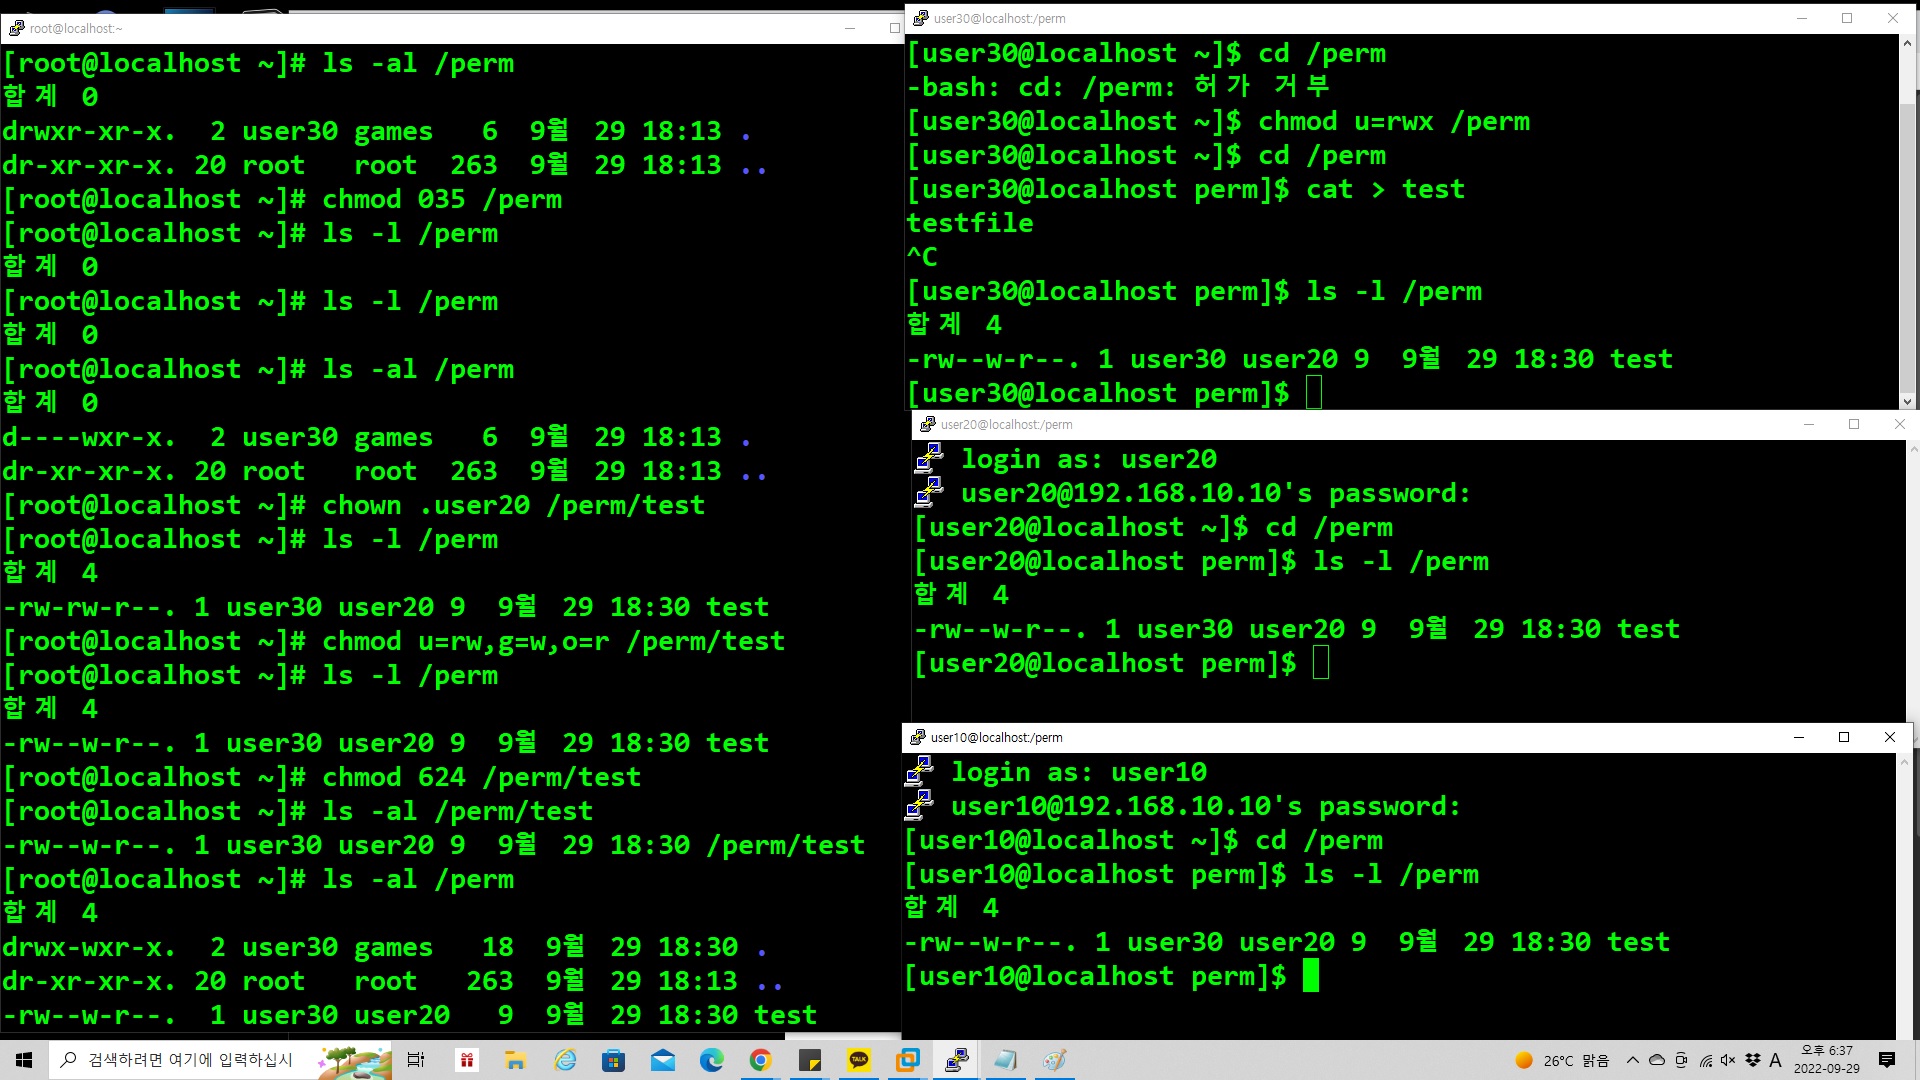 root@localhost:~
[root@localhost ~]# ls -al /perm
합계 0
drwxr-xr-x.  2 user30 games   6  9월  29 18:13 .
dr-xr-xr-x. 20 root   root  263  9월  29 18:13 ..
[root@localhost ~]# chmod 035 /perm
[root@localhost ~]# ls -l /perm
합계 0
[root@localhost ~]# ls -l /perm
합계 0
[root@localhost ~]# ls -al /perm
합계 0
d----wxr-x.  2 user30 games   6  9월  29 18:13 .
dr-xr-xr-x. 20 root   root  263  9월  29 18:13 ..
[root@localhost ~]# chown .user20 /perm/test
[root@localhost ~]# ls -l /perm
합계 4
-rw-rw-r--. 1 user30 user20 9  9월  29 18:30 test
[root@localhost ~]# chmod u=rw,g=w,o=r /perm/test
[root@localhost ~]# ls -l /perm
합계 4
-rw--w-r--. 1 user30 user20 9  9월  29 18:30 test
[root@localhost ~]# chmod 624 /perm/test
[root@localhost ~]# ls -al /perm/test
-rw--w-r--. 1 user30 user20 9  9월  29 18:30 /perm/test
[root@localhost ~]# ls -al /perm
합계 4
drwx-wxr-x.  2 user30 games   18  9월  29 18:30 .
dr-xr-xr-x. 20 root   root   263  9월  29 18:13 ..
-rw--w-r--.  1 user30 user20   9  9월  29 18:30 test
user30@localhost:/perm
[user30@localhost ~]$ cd /perm
-bash: cd: /perm: 허가 거부
[user30@localhost ~]$ chmod u=rwx /perm
[user30@localhost ~]$ cd /perm
[user30@localhost perm]$ cat > test
testfile
^C
[user30@localhost perm]$ ls -l /perm
합계 4
-rw--w-r--. 1 user30 user20 9  9월  29 18:30 test
[user30@localhost perm]$
user20@localhost:/perm
login as: user20
user20@192.168.10.10's password:
[user20@localhost ~]$ cd /perm
[user20@localhost perm]$ ls -l /perm
합계 4
-rw--w-r--. 1 user30 user20 9  9월  29 18:30 test
[user20@localhost perm]$
user10@localhost:/perm
login as: user10
user10@192.168.10.10's password:
[user10@localhost ~]$ cd /perm
[user10@localhost perm]$ ls -l /perm
합계 4
-rw--w-r--. 1 user30 user20 9  9월  29 18:30 test
[user10@localhost perm]$
검색하려면 여기에 입력하십시
TALK
26°C 맑음
A
오후 6:37
2022-09-29